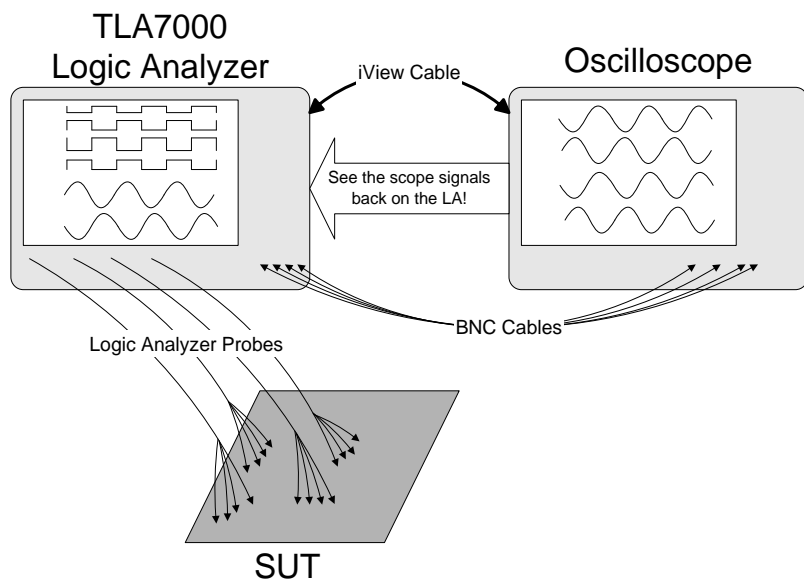 TLA7000
Logic Analyzer
iView Cable
Oscilloscope
See the scope signals
back on the LA!
BNC Cables
Logic Analyzer Probes
SUT